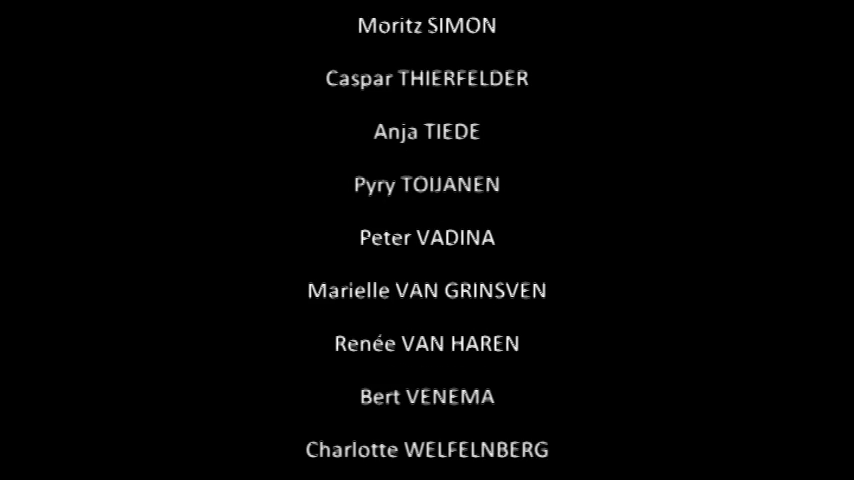 Moritz SIMON
Caspar THIERFELDER
Anja TIEDE
Pyry TOIJANEN
Peter VADINA
Marielle VAN GRINSVEN
Renée VAN HAREN
Bert VENEMA
Charlotte WELFELNBERG